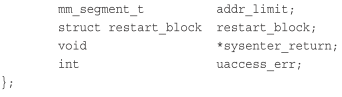 mm_segment_t addr_limit;
struct restart_block restart_block;
void *sysenter_return;
int uaccess_err;
};